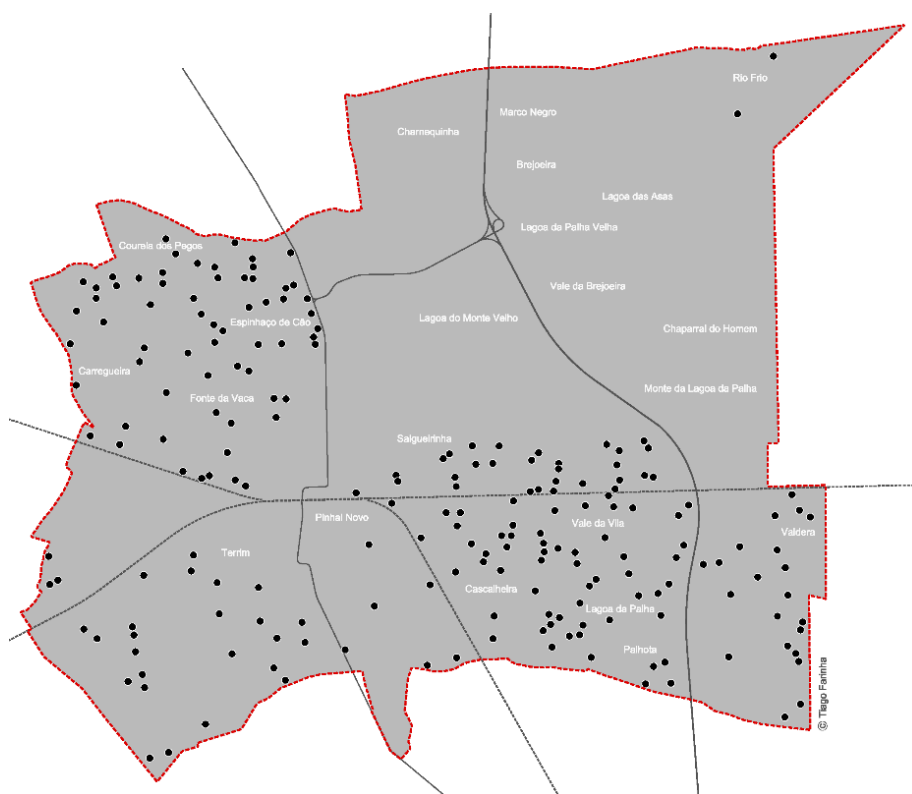 Rio Frio
Marco Negro
Charnequinha
Brejoeira
Lagoa das Asas
Lagoa da Palha Velha
Courela dos Pegos
Vale da Brejoeira
Lagoa do Monte Velho
Espinhaço de Cão
Chaparral do Homem
Carregueira
Monte da Lagoa da Palha
Fonte da Vaca
Salgueirinha
Pinhal Novo
Vale da Vila
Valdera
Terrim
Cascalheira
Lagoa da Palha
Palhota
© Tiago Farinha